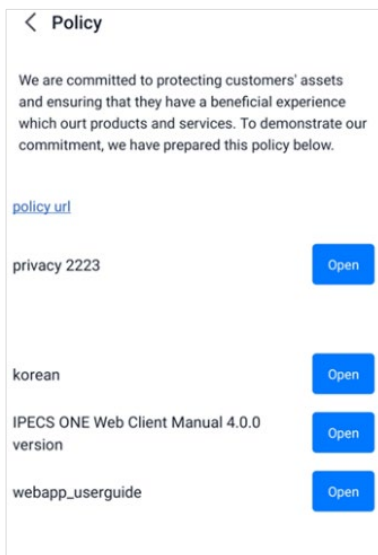 Policy
We are committed to protecting customers' assets
and ensuring that they have a beneficial experience
which ourt products and services. To demonstrate our
commitment, we have prepared this policy below.
policy url
privacy 2223 Open
korean Open
IPECS ONE Web Client Manual 4.0.0
version Open
webapp_userguide Open